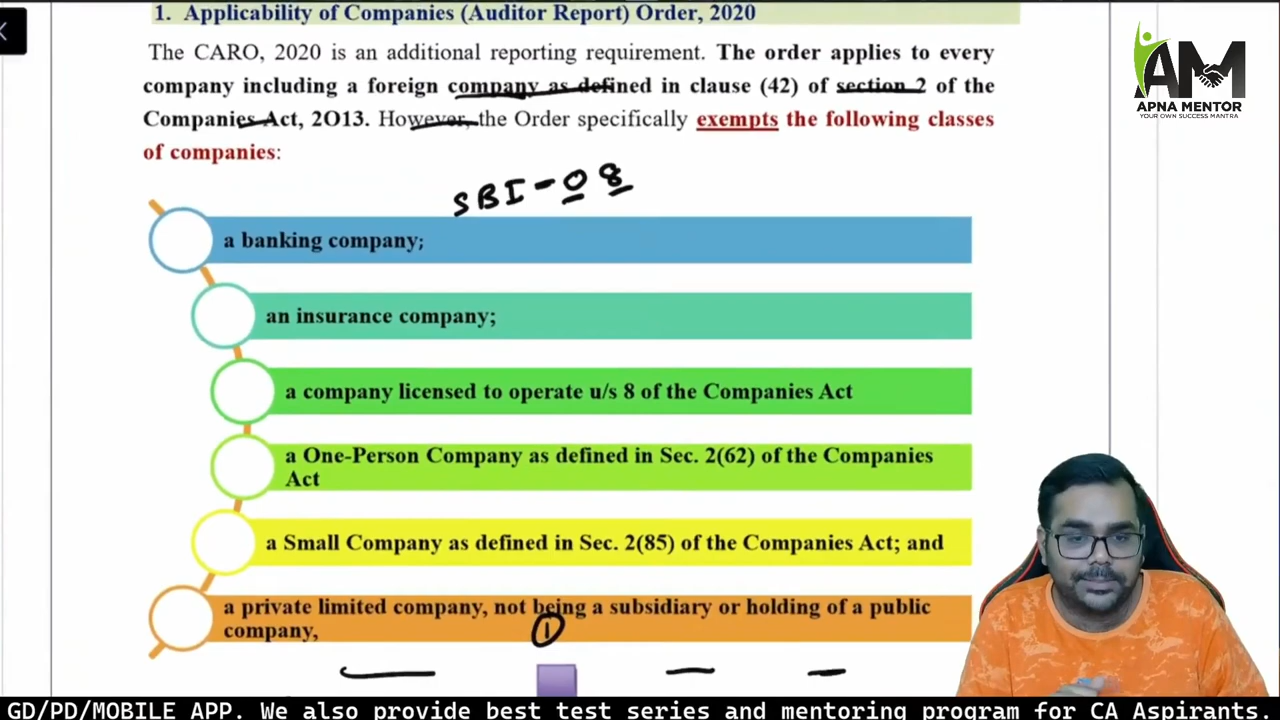 1. Applicability of Companies (Auditor Report) Order, 2020
The CARO, 2020 is an additional reporting requirement. The order applies to every
company including a foreign company as defined in clause (42) of section 2 of the
Companies Act, 2O13. However, the Order specifically exempts the following classes
of companies:
SBI-08
a banking company;
an insurance company;
a company licensed to operate u/s 8 of the Companies Act
a One-Person Company as defined in Sec. 2(62) of the Companies
Act
a Small Company as defined in Sec. 2(85) of the Companies Act; and
a private limited company, not being a subsidiary or holding of a public
company,
1
AM
APNA MENTOR
YOUR OWN SUCCESS MANTRA
GD/PD/MOBILE APP. We also provide best test series and mentoring program for CA Aspirants.